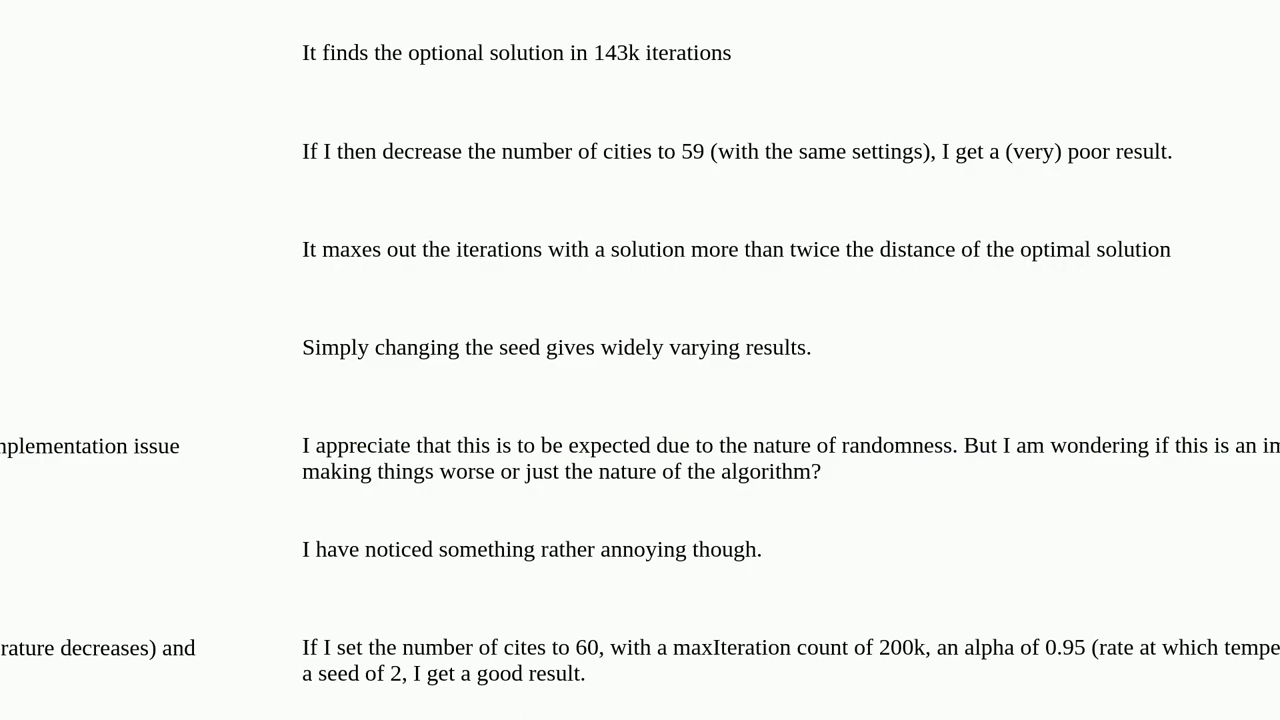 It finds the optional solution in 143k iterations
If I then decrease the number of cities to 59 (with the same settings), I get a (very) poor result.
It maxes out the iterations with a solution more than twice the distance of the optimal solution
Simply changing the seed gives widely varying results.
plementation issue
I appreciate that this is to be expected due to the nature of randomness. But I am wondering if this is an im
making things worse or just the nature of the algorithm?
I have noticed something rather annoying though.
rature decreases) and
If I set the number of cites to 60, with a maxIteration count of 200k, an alpha of 0.95 (rate at which tempe
a seed of 2, I get a good result.